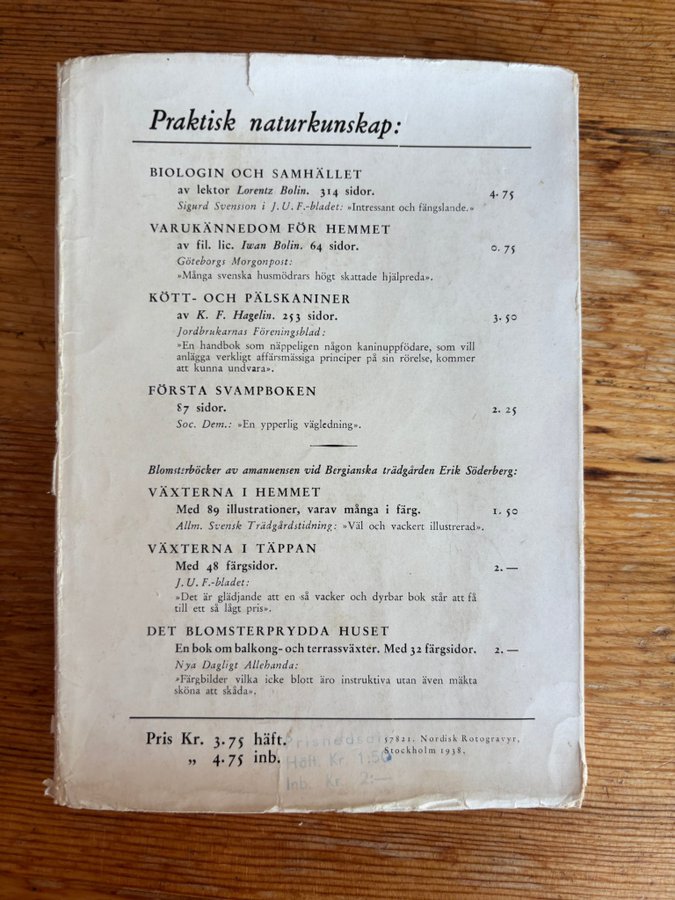 Praktisk naturkunskap:
BIOLOGIN OCH SAMHÄLLET
av lektor Lorentz Bolin. 314 sidor. 4.75
Sigurd Svensson i J. U. F.-bladet: »Intressant och fängslande.»
VARUKÄNNEDOM FÖR HEMMET
av fil. lic. Iwan Bolin. 64 sidor. 0.75
Göteborgs Morgonpost:
»Många svenska husmödrars högt skattade hjälpreda».
KÖTT- OCH PÄLSKANINER
av K. F. Hagelin. 253 sidor. 3.50
Jordbrukarnas Föreningsblad:
»En handbok som näppeligen någon kaninuppfödare, som vill
anlägga verkligt affärsmässiga principer på sin rörelse, kommer
att kunna undvara».
FÖRSTA SVAMPBOKEN
87 sidor. 2.25
Soc. Dem.: »En ypperlig vägledning».
Blomsterböcker av amanuensen vid Bergianska trädgården Erik Söderberg:
VÄXTERNA I HEMMET
Med 89 illustrationer, varav många i färg. 1.50
Allm. Svensk Trädgårdstidning: »Väl och vackert illustrerad».
VÄXTERNA I TÄPPAN
Med 48 färgsidor. 2.—
J. U. F.-bladet:
»Det är glädjande att en så vacker och dyrbar bok står att få
till ett så lågt pris».
DET BLOMSTERPRYDDA HUSET
En bok om balkong- och terrassväxter. Med 32 färgsidor. 2.—
Nya Dagligt Allehanda:
»Färgbilder vilka icke blott äro instruktiva utan även mäkta
sköna att skåda».
Pris Kr. 3.75 häft.
„ 4.75 inb.
Häft. Kr. 1:50
Inb. Kr. 2:—
57821. Nordisk Rotogravyr,
Stockholm 1938.